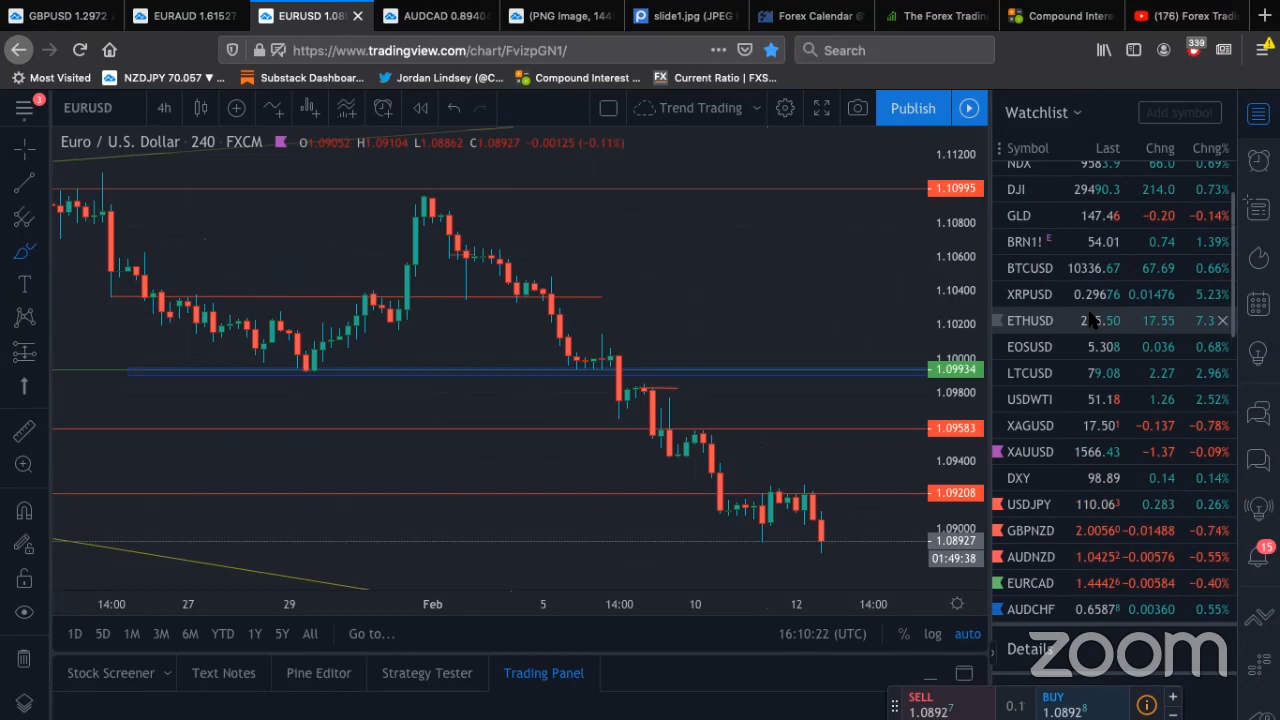 GBPUSD 1.2972
EURAUD 1.61527
EURUSD 1.08
AUDCAD 0.8940
(PNG Image, 144
slide1.jpg (JPEG
Forex Calendar @
The Forex Trading
Compound Intere
(176) Forex Tradi
https://www.tradingview.com/chart/FvizpGN1/
Search
339
Most Visited
NZDJPY 70.057 ▼ ...
Substack Dashboar...
Jordan Lindsey (@C...
Compound Interest ...
Current Ratio | FXS...
3
EURUSD
4h
Trend Trading
Publish
Watchlist
Add symbol
Euro / U.S. Dollar · 240 · FXCM
O1.09052 H1.09104 L1.08862 C1.08927 −0.00125 (−0.11%)
Symbol Last Chng Chng%
NDX 9583.9 66.0 0.69%
DJI 29490.3 214.0 0.73%
GLD 147.46 −0.20 −0.14%
BRN1! E 54.01 0.74 1.39%
BTCUSD 10336.67 67.69 0.66%
XRPUSD 0.29676 0.01476 5.23%
ETHUSD 17.55
EOSUSD 5.308 0.036 0.68%
LTCUSD 79.08 2.27 2.96%
USDWTI 51.18 1.26 2.52%
XAGUSD 17.501 −0.137 −0.78%
XAUUSD 1566.43 −1.37 −0.09%
DXY 98.89 0.14 0.14%
USDJPY 110.063 0.283 0.26%
GBPNZD 2.00560 −0.01488 −0.74%
AUDNZD 1.04252 −0.00576 −0.55%
EURCAD 1.44426 −0.00584 −0.40%
AUDCHF 0.65878 0.00360 0.55%
1.11200
1.10995
1.10800
1.10600
1.10400
1.10200
1.10000
1.09934
1.09800
1.09583
1.09400
1.09208
1.09000
1.08927
01:49:38
14:00 27 29 Feb 5 14:00 10 12 14:00
1D 5D 1M 3M 6M YTD 1Y 5Y All Go to...
16:10:22 (UTC)
% log auto
15
Details
zoom
Stock Screener
Text Notes
Pine Editor
Strategy Tester
Trading Panel
SELL
1.08927
0.1
BUY
1.08928